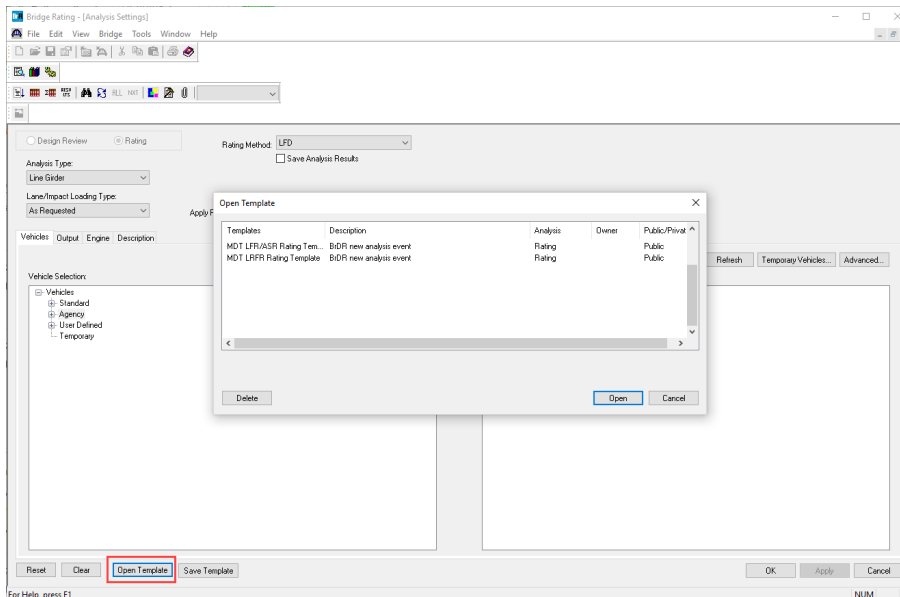 Bridge Rating - [Analysis Settings]
File Edit View Bridge Tools Window Help
RLL NXT
Design Review Rating
Rating Method: LFD
Save Analysis Results
Analysis Type:
Line Girder
Lane/Impact Loading Type:
As Requested
Apply
Vehicles Output Engine Description
Refresh Temporary Vehicles... Advanced...
Vehicle Selection:
Vehicles
Standard
Agency
User Defined
Temporary
Open Template
Templates Description Analysis Owner Public/Privat
MDT LFR/ASR Rating Tem... BrDR new analysis event Rating Public
MDT LRFR Rating Template BrDR new analysis event Rating Public
Delete Open Cancel
Reset Clear Open Template Save Template OK Apply Cancel
For Help, press F1 NUM